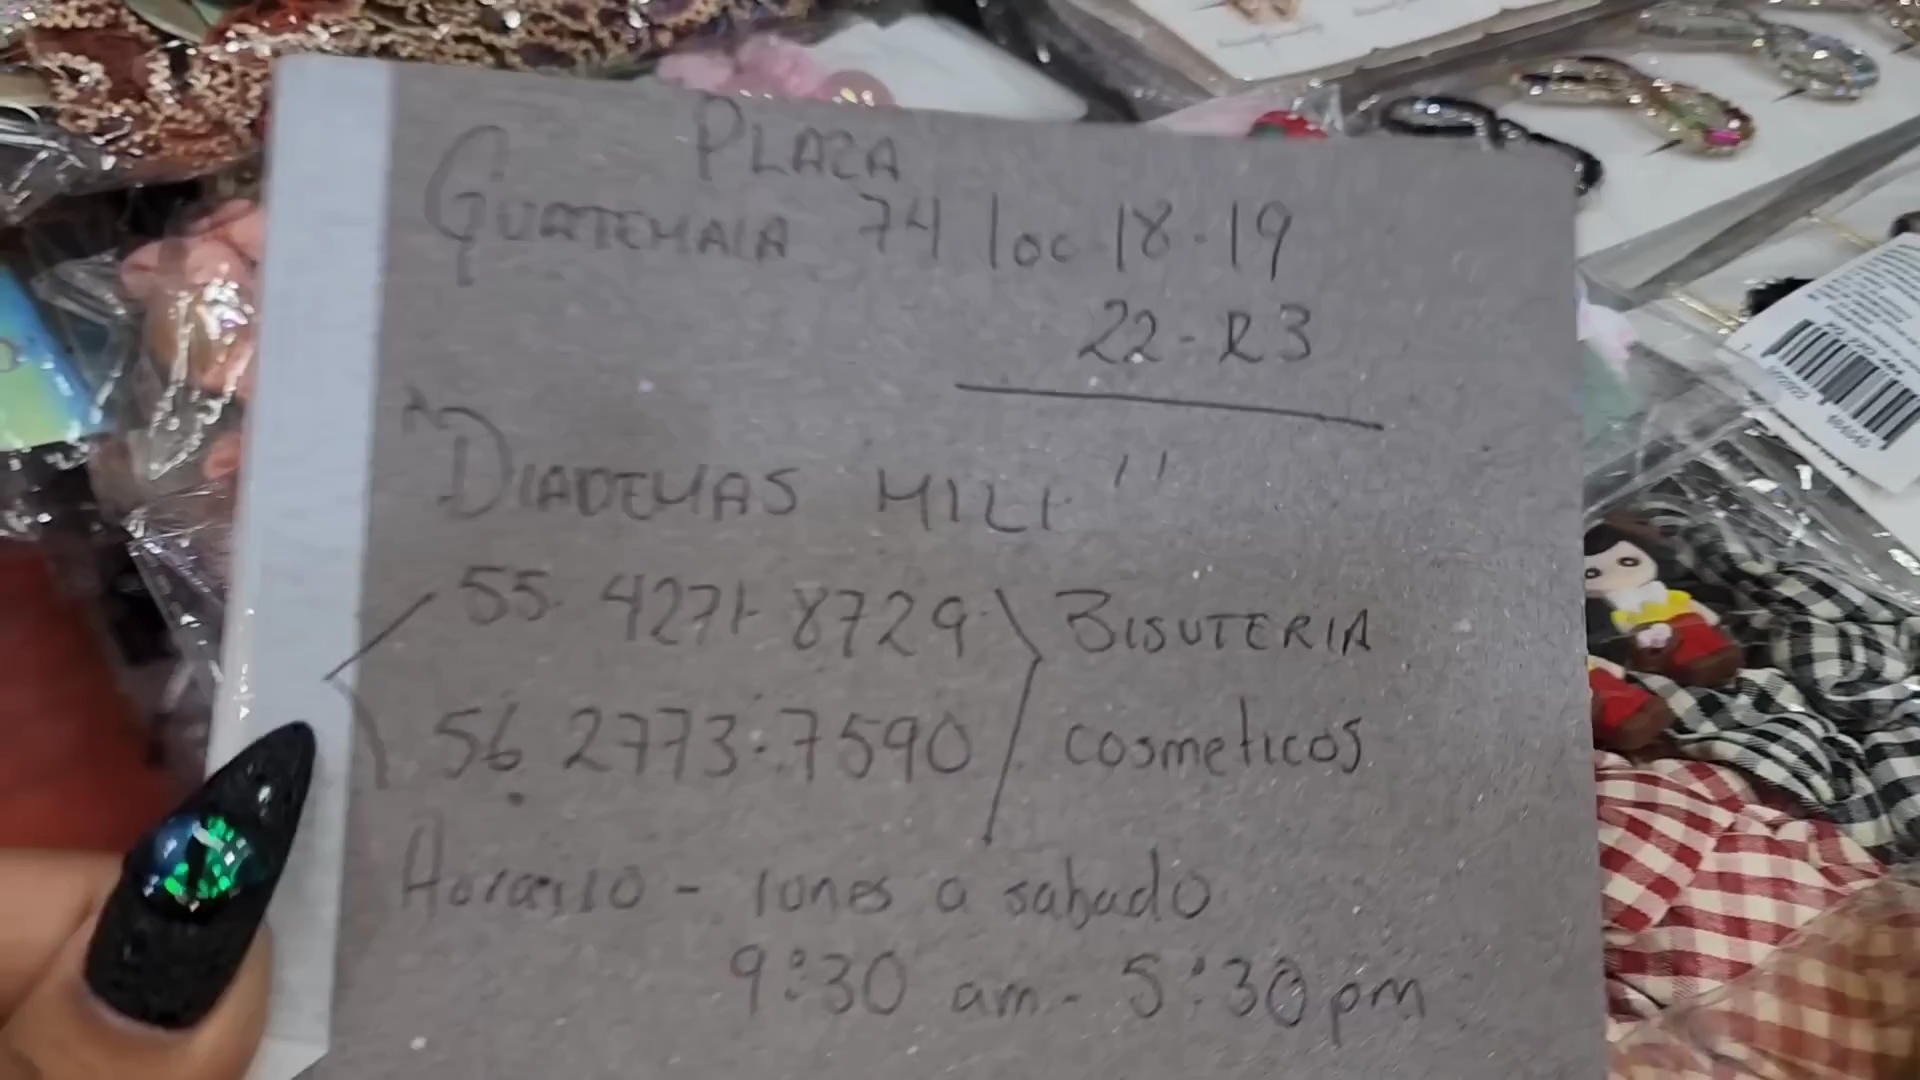 PLAZA
GUATEMALA 74 loc 18-19
22-23
"DIADEMAS MILI"
55 4271-8729 BISUTERIA
56 2773-7590 cosmeticos
Horario - lunes a sabado
9:30 am - 5:30 pm